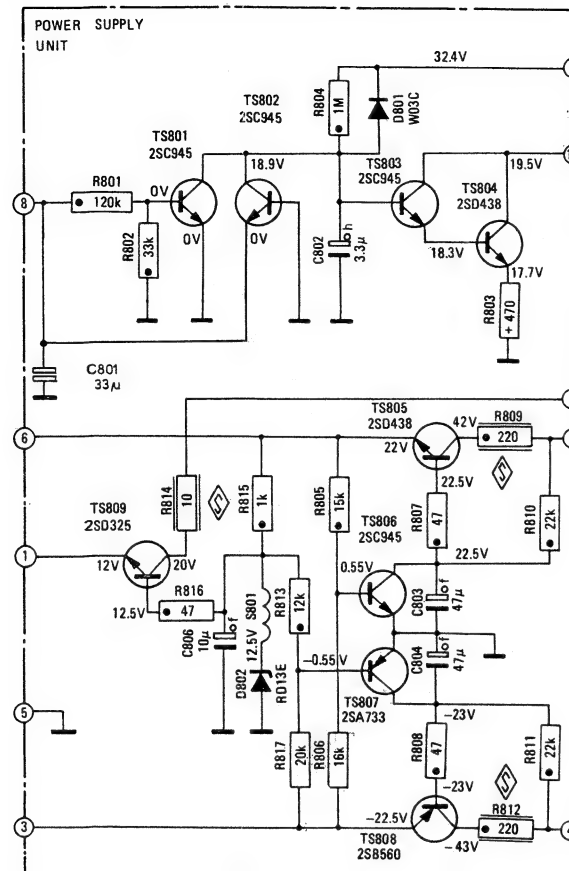 POWER SUPPLY
UNIT
32.4V
R804
1M
D801
W03C
TS802
2SC945
TS801
2SC945
18.9V
TS803
2SC945
19.5V
TS804
2SD438
8
R801
120k
0V
R802
33k
0V
0V
C802
h
3.3µ
18.3V
17.7V
R803
+ 470
C801
33µ
6
TS805
2SD438
42V
R809
220
22V
S
R814
10
S
R815
1k
R805
15k
22.5V
R807
47
R810
22k
TS809
2SD325
TS806
2SC945
1
12V
20V
22.5V
R816
47
12.5V
0.55V
C803
f
47µ
C806
f
10µ
S801
12.5V
R813
12k
D802
RD13E
-0.55V
C804
f
47µ
TS807
2SA733
5
-23V
R817
20k
R806
16k
R808
47
R811
22k
-23V
S
3
-22.5V
R812
220
TS808
2SB560
-43V
4